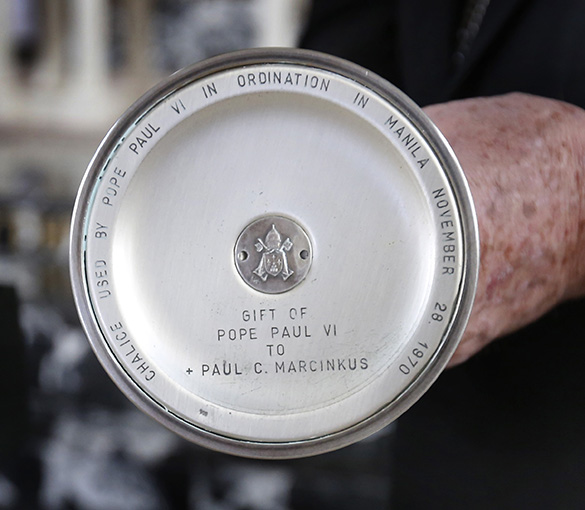 CHALICE USED BY POPE PAUL VI IN ORDINATION IN MANILA NOVEMBER 28. 1970
GIFT OF
POPE PAUL VI
TO
+ PAUL C. MARCINKUS